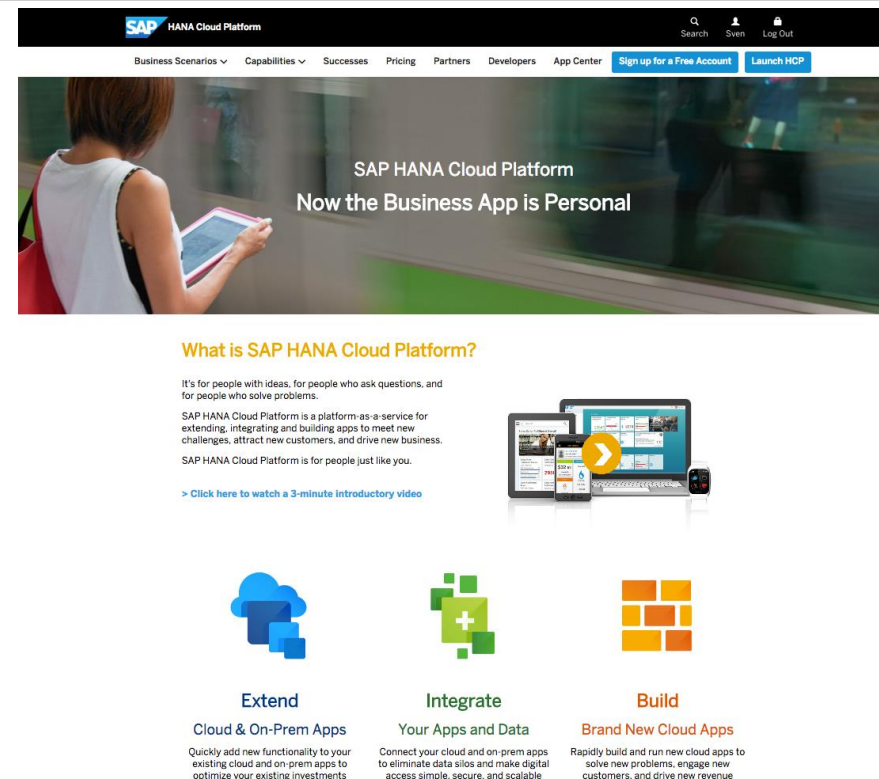 SAP HANA Cloud Platform
Search Sven Log Out
Business Scenarios Capabilities Successes Pricing Partners Developers App Center Sign up for a Free Account Launch HCP
SAP HANA Cloud Platform
Now the Business App is Personal
What is SAP HANA Cloud Platform?
It's for people with ideas, for people who ask questions, and
for people who solve problems.
SAP HANA Cloud Platform is a platform-as-a-service for
extending, integrating and building apps to meet new
challenges, attract new customers, and drive new business.
SAP HANA Cloud Platform is for people just like you.
> Click here to watch a 3-minute introductory video
Extend
Cloud & On-Prem Apps
Quickly add new functionality to your
existing cloud and on-prem apps to
optimize your existing investments
Integrate
Your Apps and Data
Connect your cloud and on-prem apps
to eliminate data silos and make digital
access simple, secure, and scalable
Build
Brand New Cloud Apps
Rapidly build and run new cloud apps to
solve new problems, engage new
customers, and drive new revenue